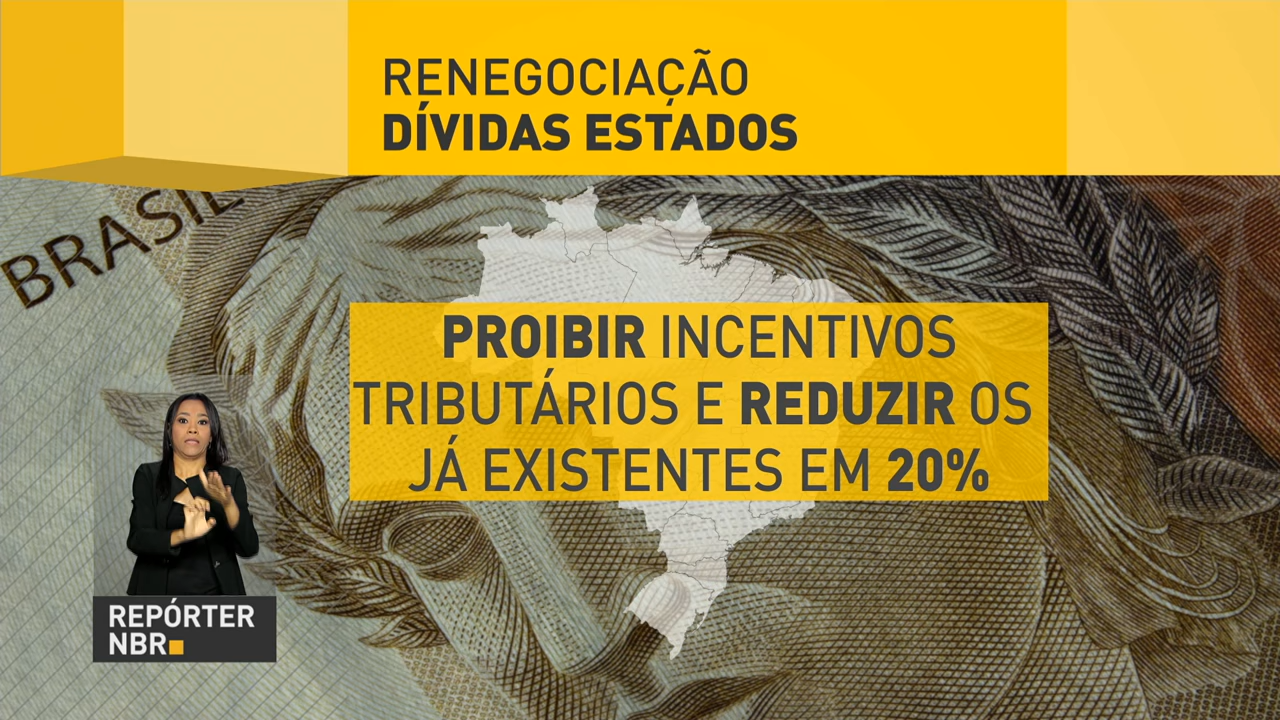 RENEGOCIAÇÃO
DÍVIDAS ESTADOS
BRASIL
PROIBIR INCENTIVOS
TRIBUTÁRIOS E REDUZIR OS
JÁ EXISTENTES EM 20%
REPÓRTER
NBR